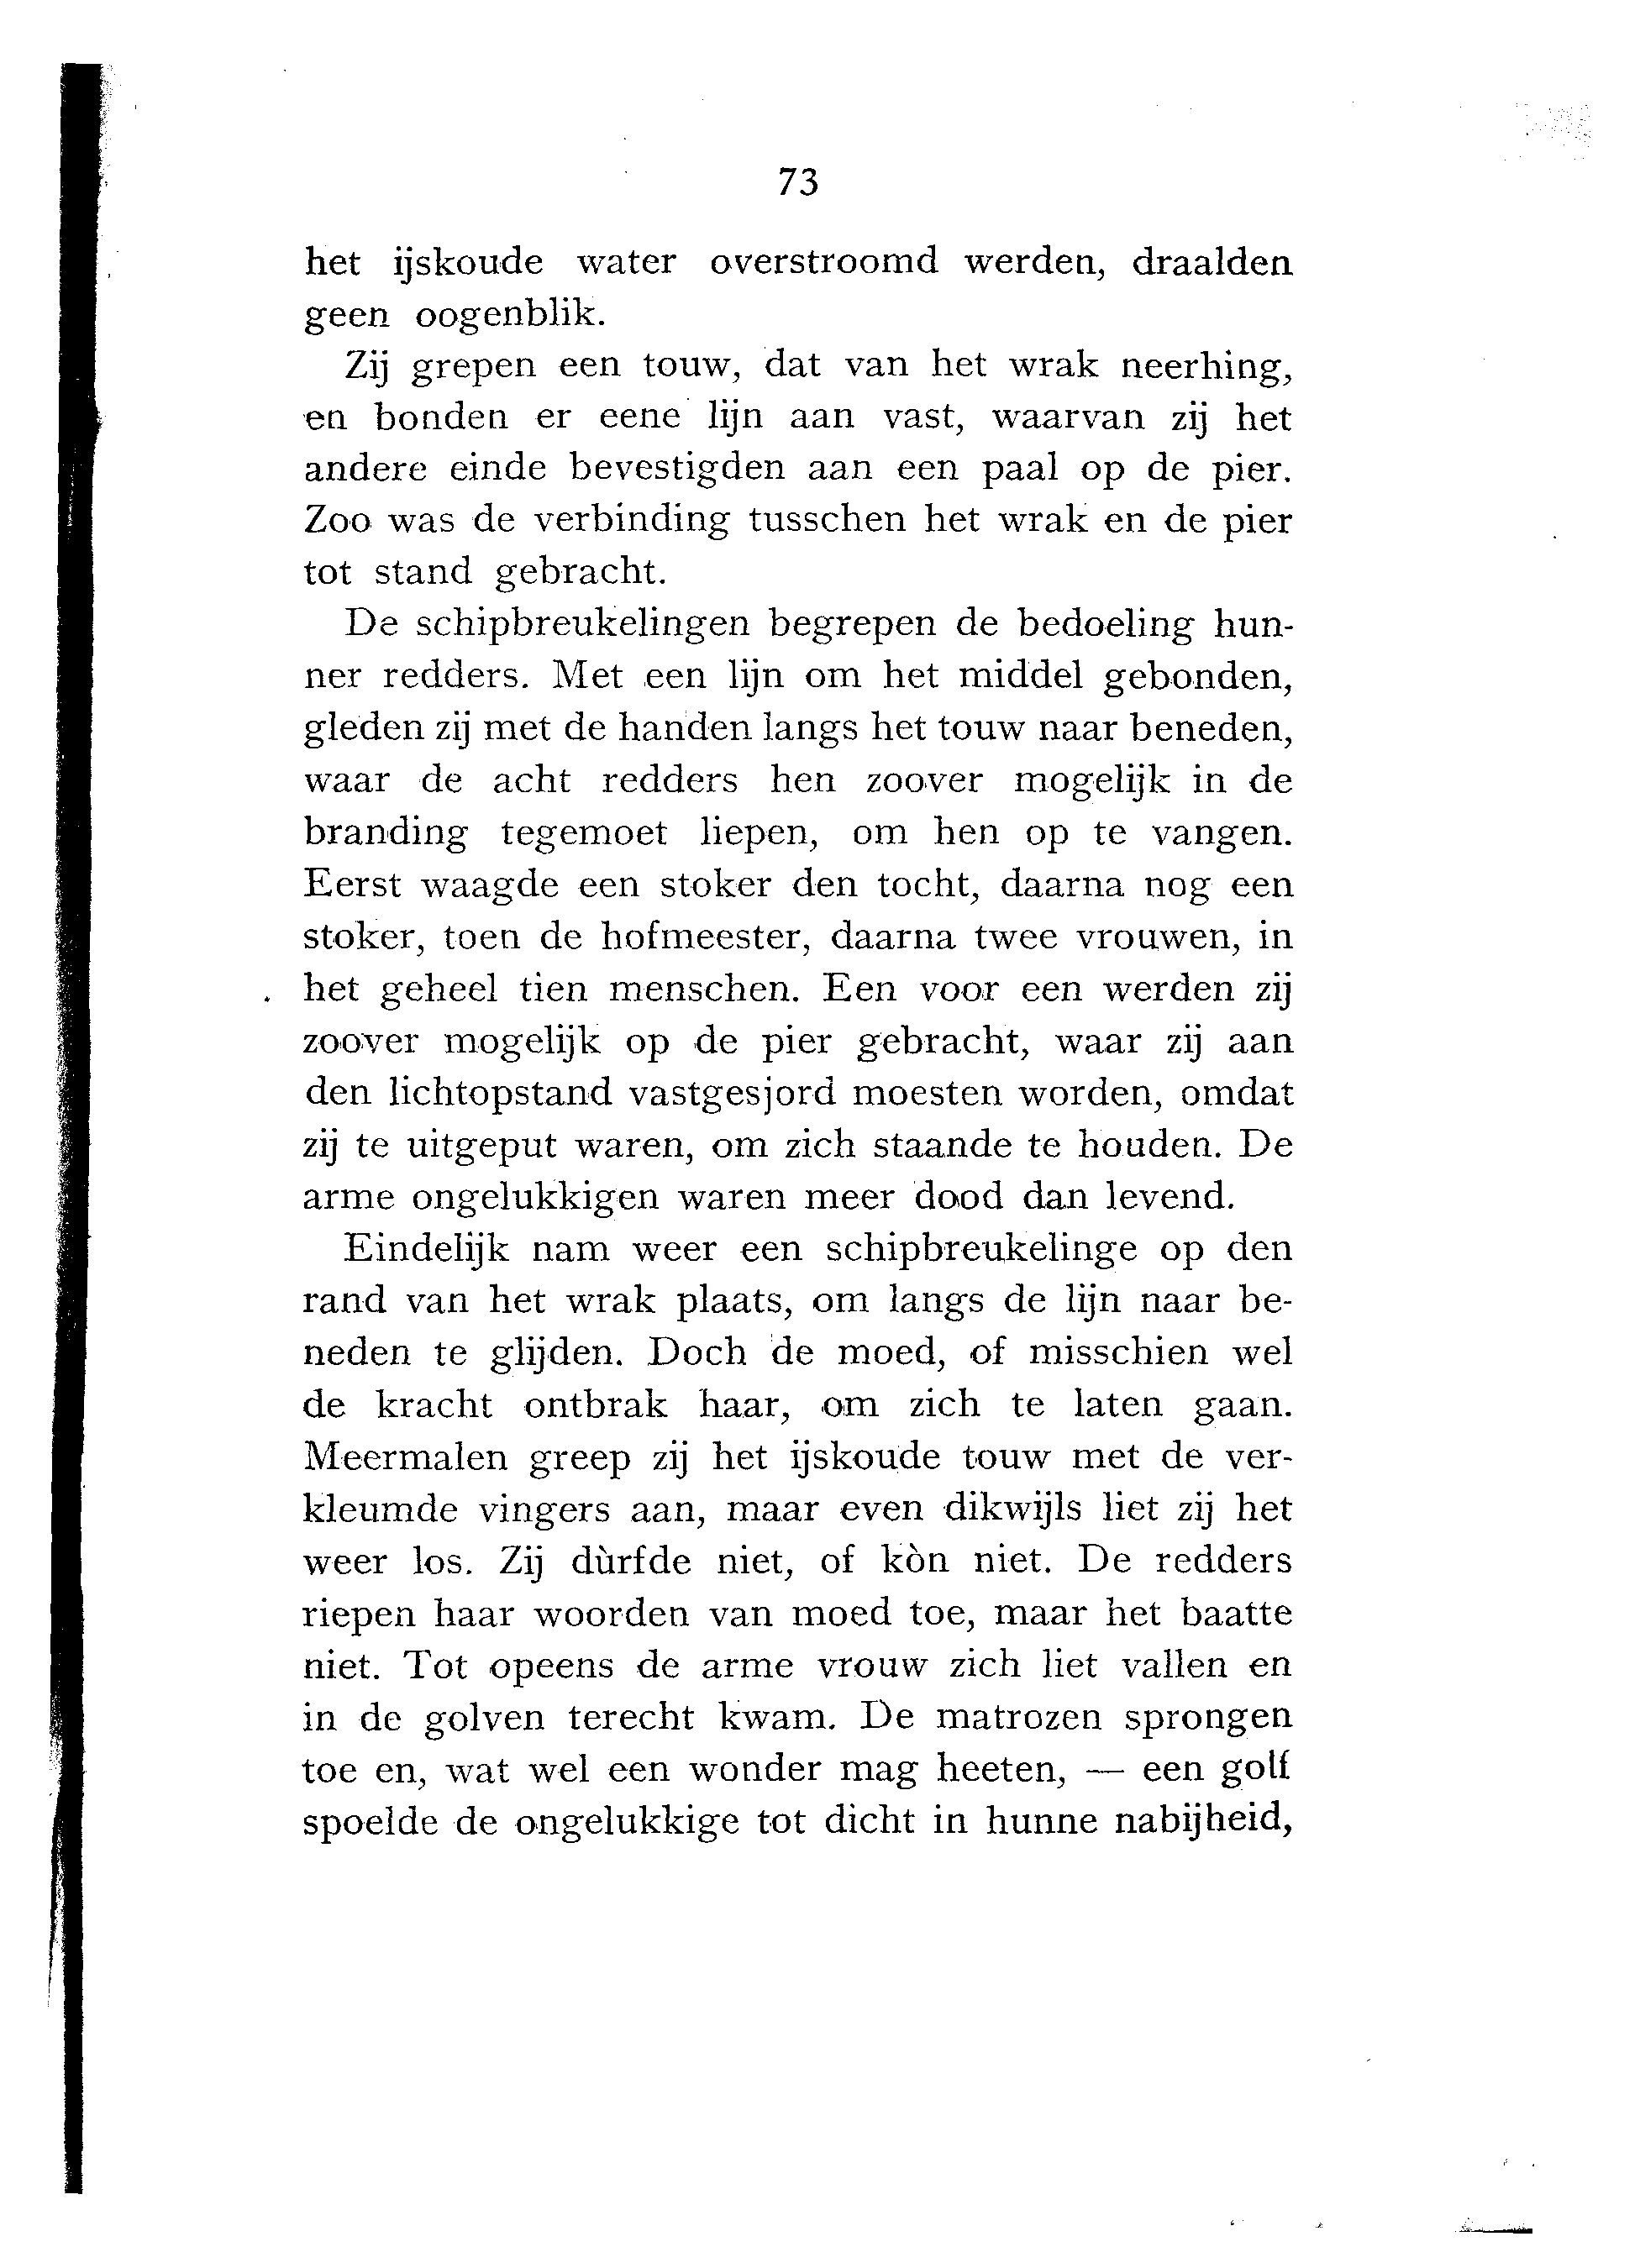 73
het ijskoude water overstroomd werden, draalden
geen oogenblik.
Zij grepen een touw, dat van het wrak neerhing,
en bonden er eene lijn aan vast, waarvan zij het
andere einde bevestigden aan een paal op de pier.
Zoo was de verbinding tusschen het wrak en de pier
tot stand gebracht.
De schipbreukelingen begrepen de bedoeling hun-
ner redders. Met een lijn om het middel gebonden,
gleden zij met de handen langs het touw naar beneden,
waar de acht redders hen zoover mogelijk in de
branding tegemoet liepen, om hen op te vangen.
Eerst waagde een stoker den tocht, daarna nog een
stoker, toen de hofmeester, daarna twee vrouwen, in
het geheel tien menschen. Een voor een werden zij
zoover mogelijk op de pier gebracht, waar zij aan
den lichtopstand vastgesjord moesten worden, omdat
zij te uitgeput waren, om zich staande te houden. De
arme ongelukkigen waren meer dood dan levend.
Eindelijk nam weer een schipbreukelinge op den
rand van het wrak plaats, om langs de lijn naar be-
neden te glijden. Doch de moed, of misschien wel
de kracht ontbrak haar, om zich te laten gaan.
Meermalen greep zij het ijskoude touw met de ver-
kleumde vingers aan, maar even dikwijls liet zij het
weer los. Zij dùrfde niet, of kòn niet. De redders
riepen haar woorden van moed toe, maar het baatte
niet. Tot opeens de arme vrouw zich liet vallen en
in de golven terecht kwam. De matrozen sprongen
toe en, wat wel een wonder mag heeten, — een golf
spoelde de ongelukkige tot dicht in hunne nabijheid,